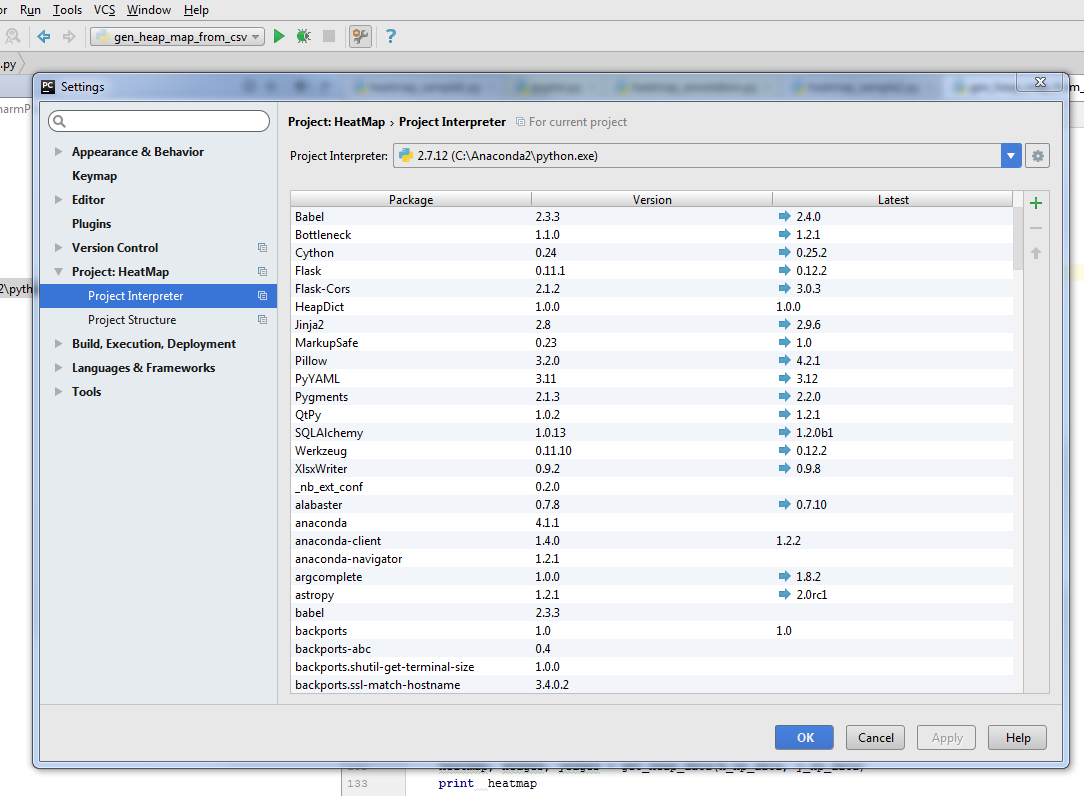 or Run Tools VCS Window Help
gen_heap_map_from_csv
.py
PC Settings
Project: HeatMap › Project Interpreter For current project
Project Interpreter: 2.7.12 (C:\Anaconda2\python.exe)
Appearance & Behavior
Keymap
Editor
Plugins
Version Control
Project: HeatMap
Project Interpreter
Project Structure
Build, Execution, Deployment
Languages & Frameworks
Tools
Package Version Latest
Babel 2.3.3 2.4.0
Bottleneck 1.1.0 1.2.1
Cython 0.24 0.25.2
Flask 0.11.1 0.12.2
Flask-Cors 2.1.2 3.0.3
HeapDict 1.0.0 1.0.0
Jinja2 2.8 2.9.6
MarkupSafe 0.23 1.0
Pillow 3.2.0 4.2.1
PyYAML 3.11 3.12
Pygments 2.1.3 2.2.0
QtPy 1.0.2 1.2.1
SQLAlchemy 1.0.13 1.2.0b1
Werkzeug 0.11.10 0.12.2
XlsxWriter 0.9.2 0.9.8
_nb_ext_conf 0.2.0
alabaster 0.7.8 0.7.10
anaconda 4.1.1
anaconda-client 1.4.0 1.2.2
anaconda-navigator 1.2.1
argcomplete 1.0.0 1.8.2
astropy 1.2.1 2.0rc1
babel 2.3.3
backports 1.0 1.0
backports-abc 0.4
backports.shutil-get-terminal-size 1.0.0
backports.ssl-match-hostname 3.4.0.2
OK Cancel Apply Help
133 print heatmap